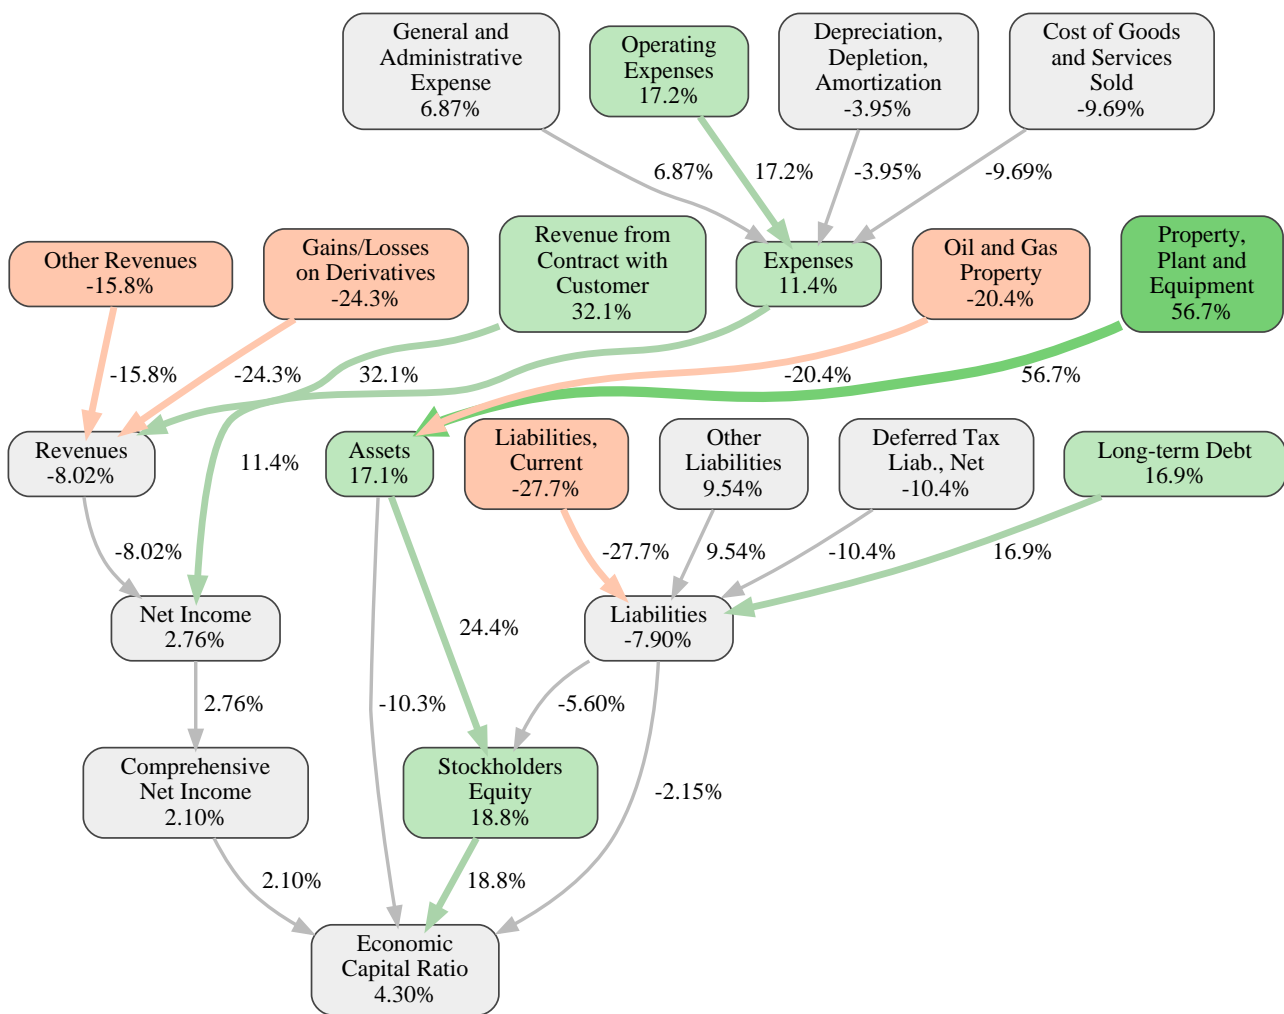 General and
Administrative
Expense
6.87%
Operating
Expenses
17.2%
Depreciation,
Depletion,
Amortization
-3.95%
Cost of Goods
and Services
Sold
-9.69%
6.87%
17.2%
-3.95%
-9.69%
Other Revenues
-15.8%
Gains/Losses
on Derivatives
-24.3%
Revenue from
Contract with
Customer
32.1%
Expenses
11.4%
Oil and Gas
Property
-20.4%
Property,
Plant and
Equipment
56.7%
-15.8%
-24.3%
32.1%
-20.4%
56.7%
Revenues
-8.02%
11.4%
Assets
17.1%
Liabilities,
Current
-27.7%
Other
Liabilities
9.54%
Deferred Tax
Liab., Net
-10.4%
Long-term Debt
16.9%
-8.02%
-27.7%
9.54%
-10.4%
16.9%
Net Income
2.76%
24.4%
Liabilities
-7.90%
2.76%
-10.3%
-5.60%
Comprehensive
Net Income
2.10%
Stockholders
Equity
18.8%
-2.15%
2.10%
18.8%
Economic
Capital Ratio
4.30%